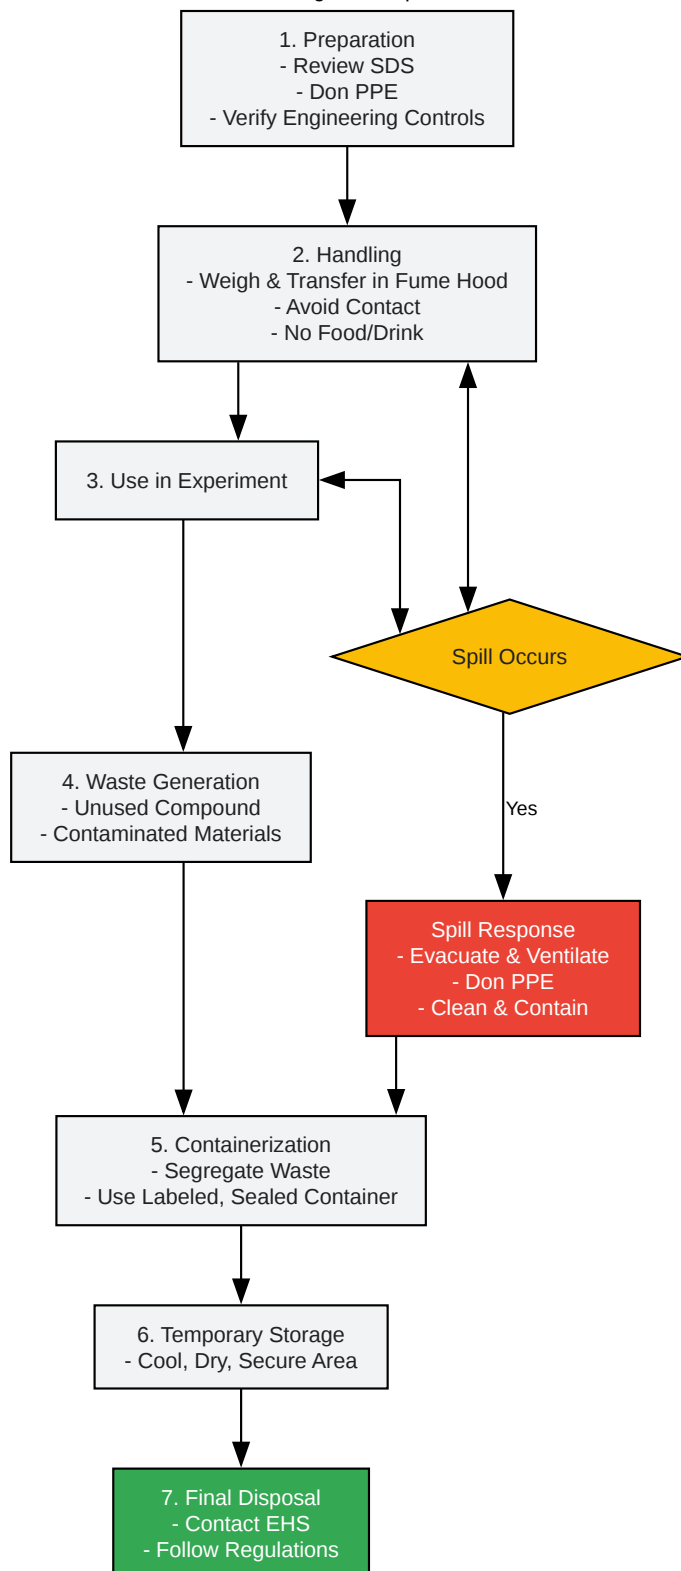 1. Preparation
- Review SDS
- Don PPE
- Verify Engineering Controls
2. Handling
- Weigh & Transfer in Fume Hood
- Avoid Contact
- No Food/Drink
3. Use in Experiment
Spill Occurs
4. Waste Generation
- Unused Compound
- Contaminated Materials
Yes
Spill Response
- Evacuate & Ventilate
- Don PPE
- Clean & Contain
5. Containerization
- Segregate Waste
- Use Labeled, Sealed Container
6. Temporary Storage
- Cool, Dry, Secure Area
7. Final Disposal
- Contact EHS
- Follow Regulations